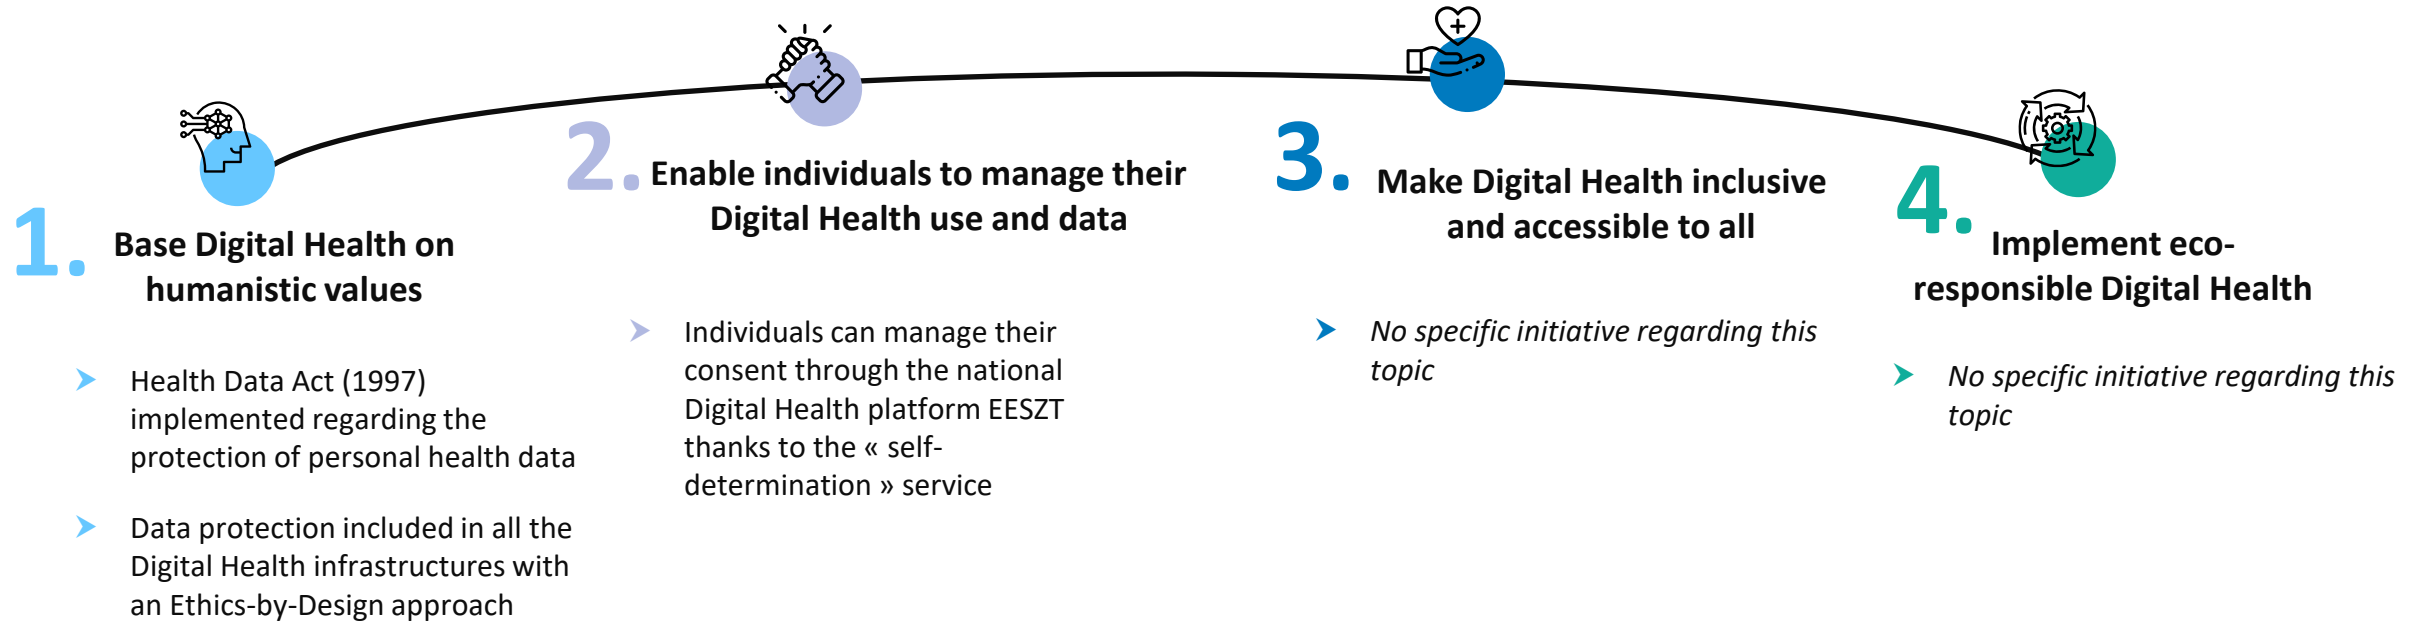 1.
Base Digital Health on
humanistic values
Health Data Act (1997)
implemented regarding the
protection of personal health data
Data protection included in all the
Digital Health infrastructures with
an Ethics-by-Design approach
2.
Enable individuals to manage their
Digital Health use and data
Individuals can manage their
consent through the national
Digital Health platform EESZT
thanks to the « self-
determination » service
3.
Make Digital Health inclusive
and accessible to all
No specific initiative regarding this
topic
4.
Implement eco-
responsible Digital Health
No specific initiative regarding this
topic